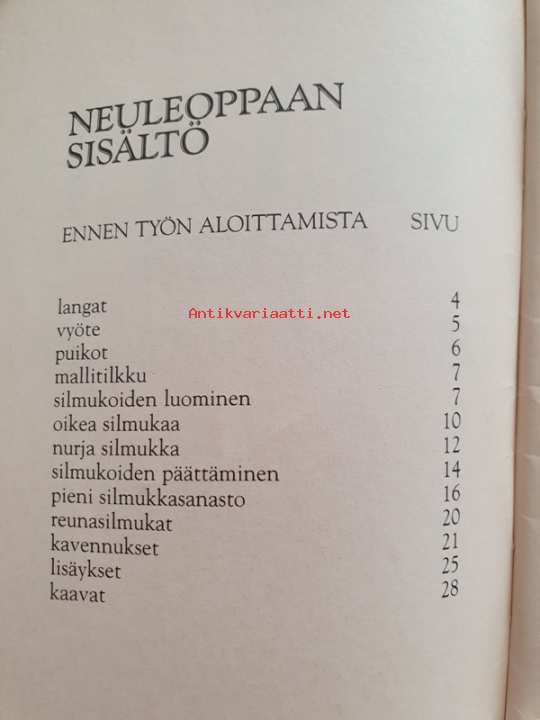 NEULEOPPAAN
SISÄLTÖ
ENNEN TYÖN ALOITTAMISTA SIVU
langat 4
Antikvariaatti.net
vyöte 5
puikot 6
mallitilkku 7
silmukoiden luominen 7
oikea silmukaa 10
nurja silmukka 12
silmukoiden päättäminen 14
pieni silmukkasanasto 16
reunasilmukat 20
kavennukset 21
lisäykset 25
kaavat 28